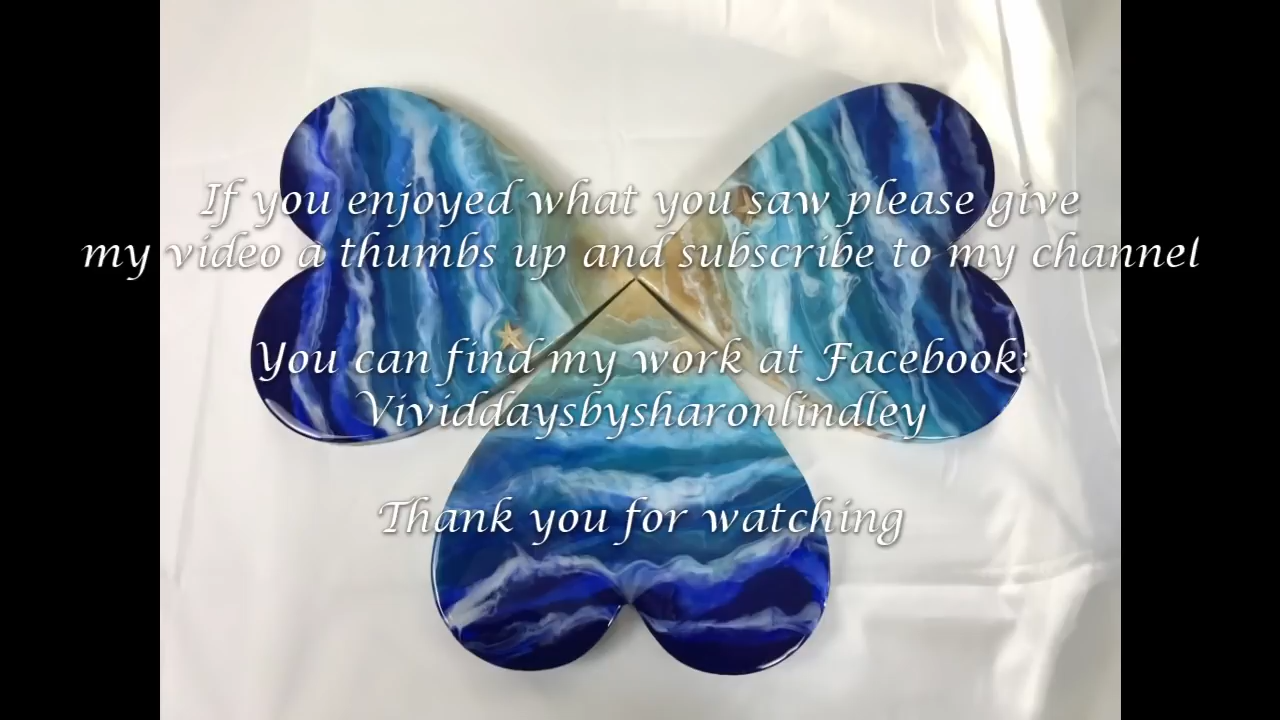 If you enjoyed what you saw please give
my video a thumbs up and subscribe to my channel
You can find my work at Facebook:
Vividdaysbysharonlindley
Thank you for watching